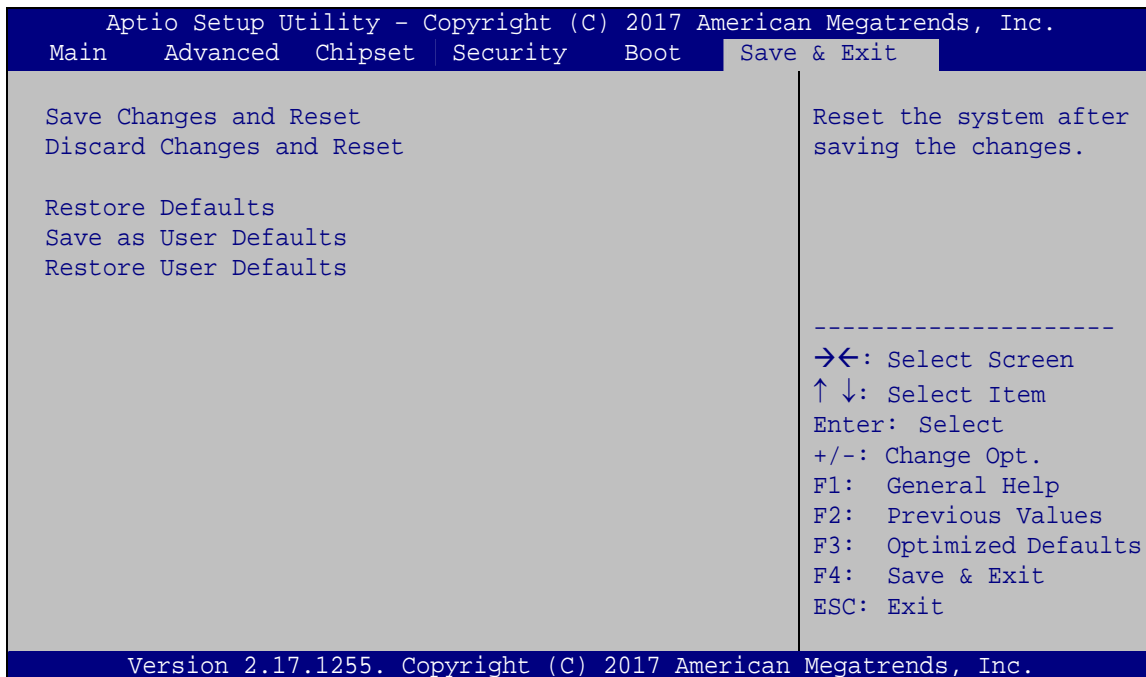 Aptio Setup Utility – Copyright (C) 2017 American Megatrends, Inc.
Main Advanced Chipset Security Boot Save & Exit
Save Changes and Reset
Discard Changes and Reset
Restore Defaults
Save as User Defaults
Restore User Defaults
Reset the system after
saving the changes.
---------------------
→←: Select Screen
↑ ↓: Select Item
Enter: Select
+/-: Change Opt.
F1: General Help
F2: Previous Values
F3: Optimized Defaults
F4: Save & Exit
ESC: Exit
Version 2.17.1255. Copyright (C) 2017 American Megatrends, Inc.